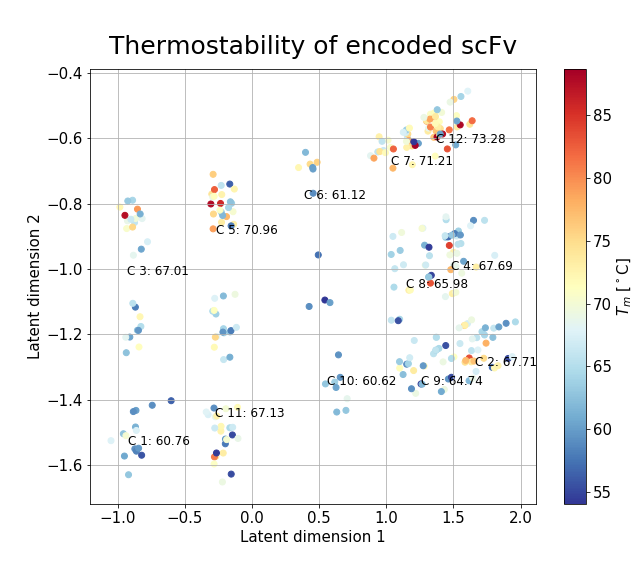 Thermostability of encoded scFv
−0.4
−0.6
−0.8
−1.0
−1.2
−1.4
−1.6
Latent dimension 2
C 12: 73.28
C 7: 71.21
C 6: 61.12
C 5: 70.96
C 3: 67.01
C 4: 67.69
C 8: 65.98
C 2: 67.71
C 10: 60.62
C 9: 64.74
C 11: 67.13
C 1: 60.76
−1.0
−0.5
0.0
0.5
1.0
1.5
2.0
Latent dimension 1
85
80
75
70
65
60
55
Tm [°C]